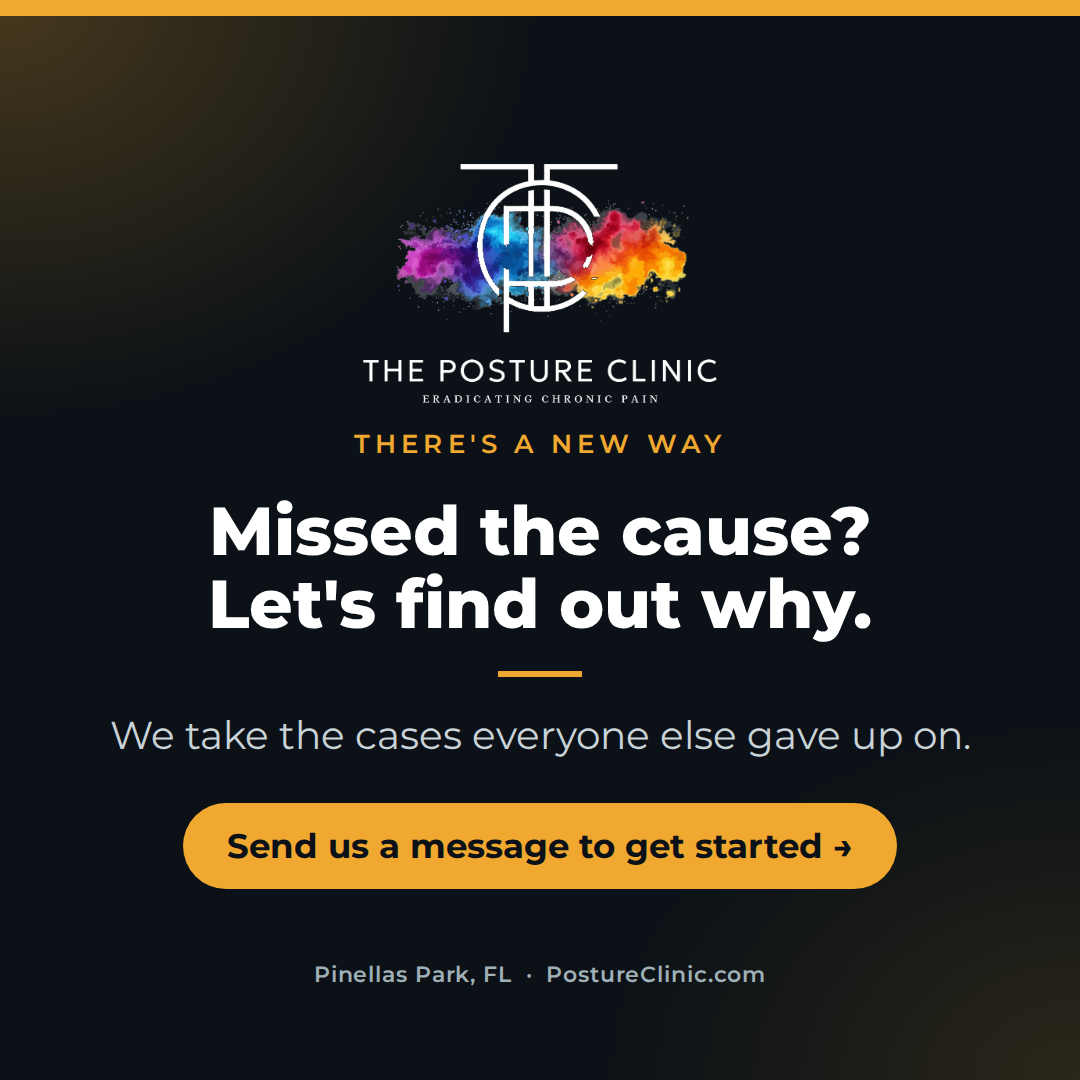 THE POSTURE CLINIC
ERADICATING CHRONIC PAIN
THERE'S A NEW WAY
Missed the cause?
Let's find out why.
We take the cases everyone else gave up on.
Send us a message to get started →
Pinellas Park, FL · PostureClinic.com